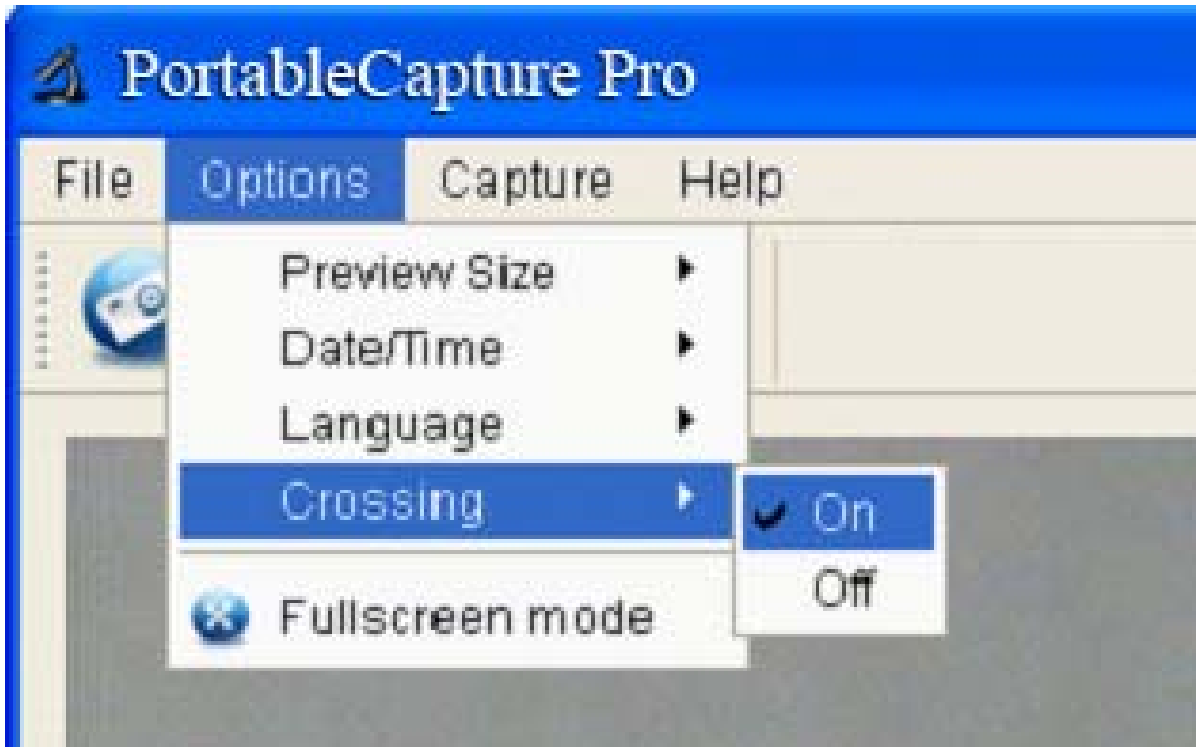 PortableCapture Pro
File Options Capture Help
Preview Size
Date/Time
Language
Crossing
On
Off
Fullscreen mode